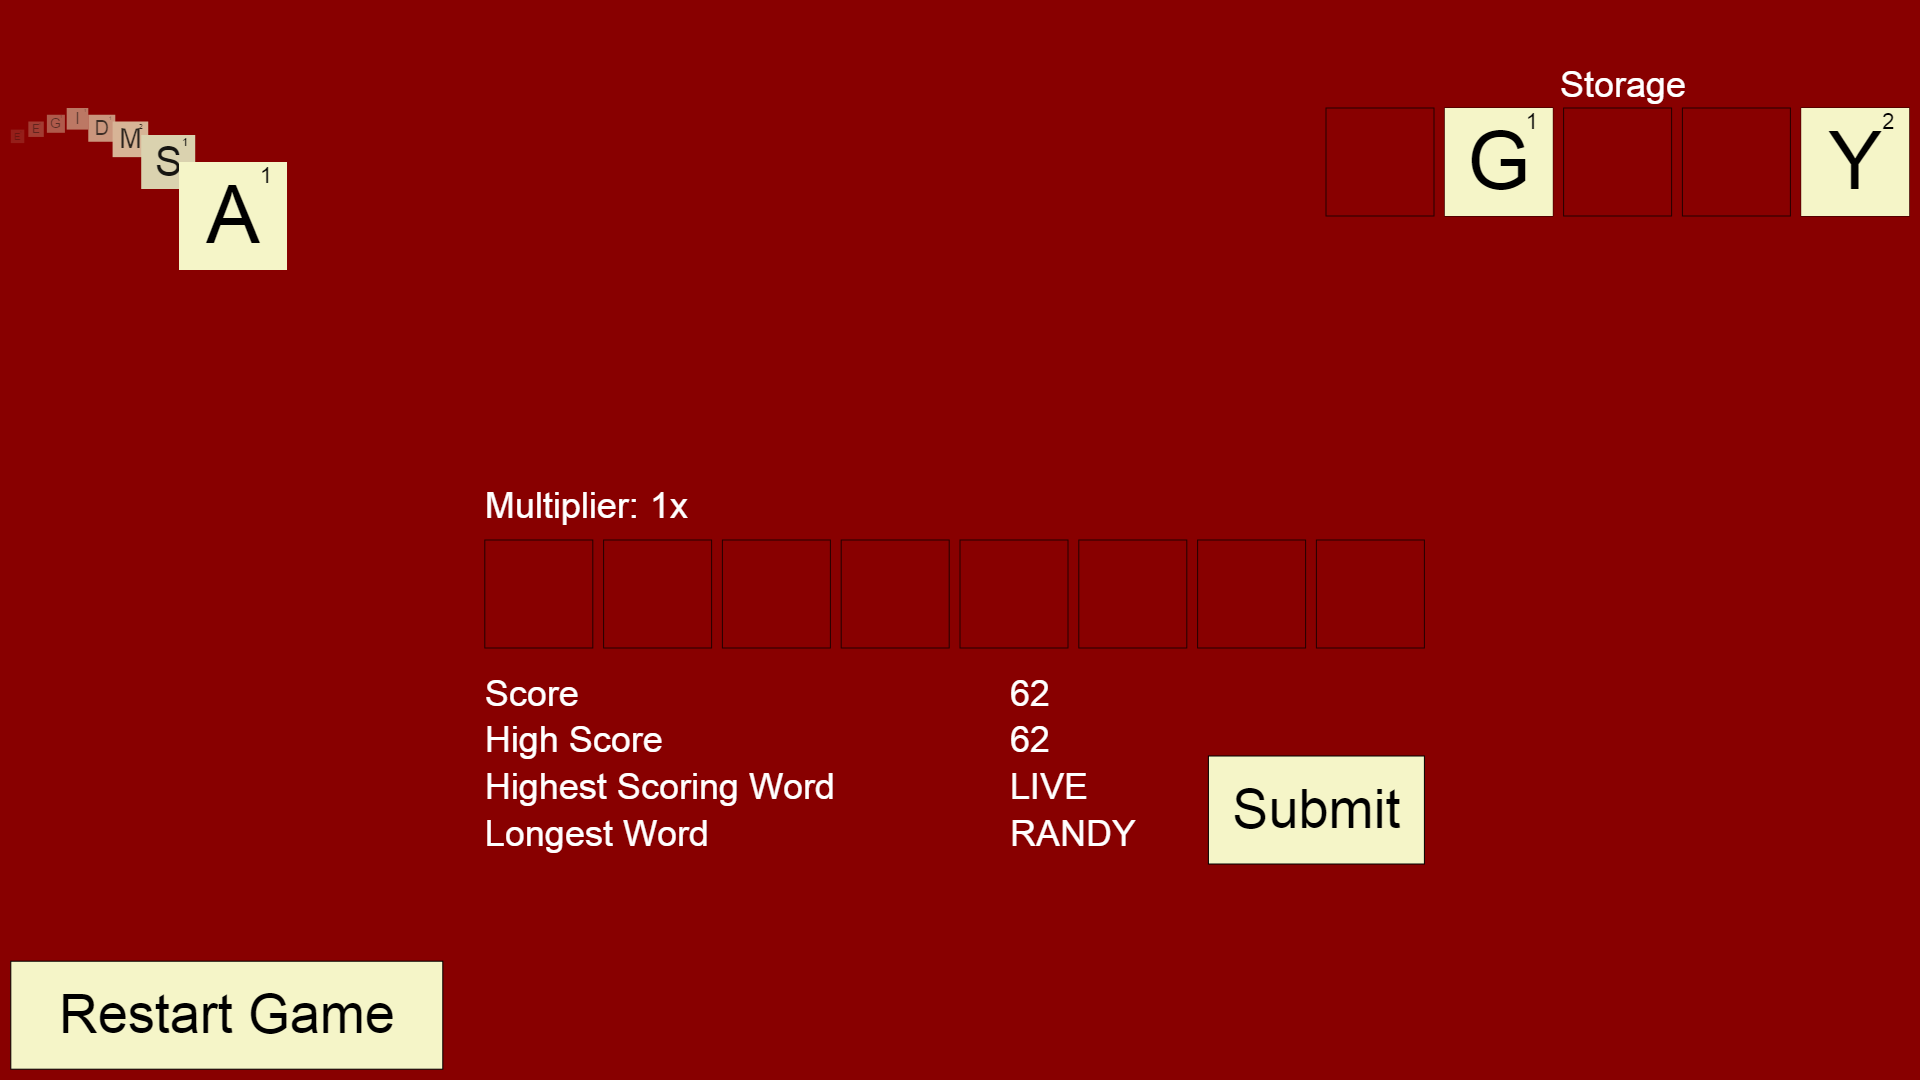 Storage
E
E
G
I
D
M 2
S 1
A 1
G 1
Y 2
Multiplier: 1x
Score 62
High Score 62
Highest Scoring Word LIVE
Longest Word RANDY
Submit
Restart Game